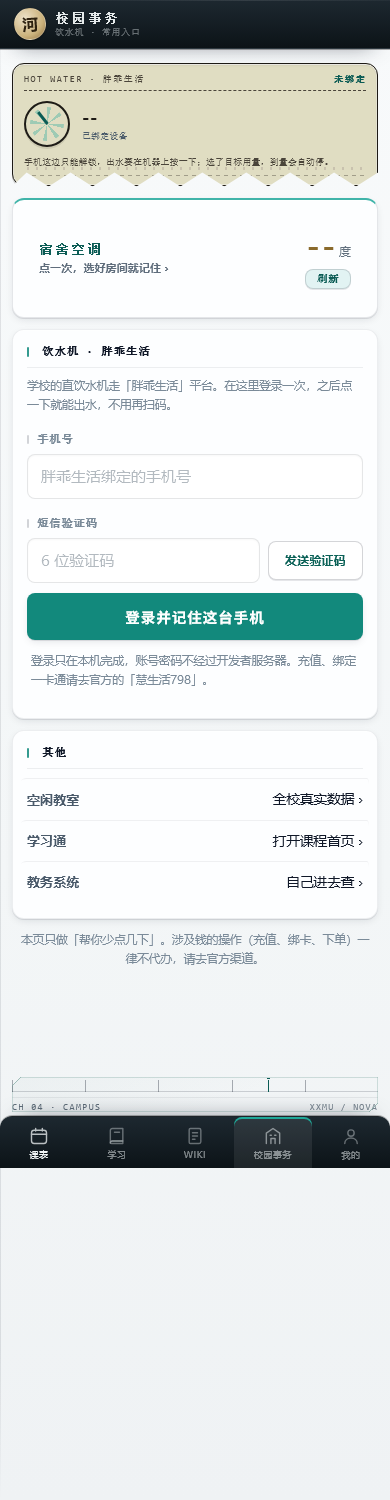 河
校园事务
饮水机 · 常用入口
HOT WATER · 胖乖生活
未绑定
--
已绑定设备
手机这边只能解锁，出水要在机器上按一下；选了目标用量，到量会自动停。
宿舍空调
点一次，选好房间就记住 ›
-- 度
刷新
饮水机 · 胖乖生活
学校的直饮水机走「胖乖生活」平台。在这里登录一次，之后点
一下就能出水，不用再扫码。
手机号
胖乖生活绑定的手机号
短信验证码
6 位验证码
发送验证码
登录并记住这台手机
登录只在本机完成，账号密码不经过开发者服务器。充值、绑定
一卡通请去官方的「慧生活798」。
其他
空闲教室
全校真实数据 ›
学习通
打开课程首页 ›
教务系统
自己进去查 ›
本页只做「帮你少点几下」。涉及钱的操作（充值、绑卡、下单）一
律不代办，请去官方渠道。
CH 04 · CAMPUS
XXMU / NOVA
课表
学习
WIKI
校园事务
我的